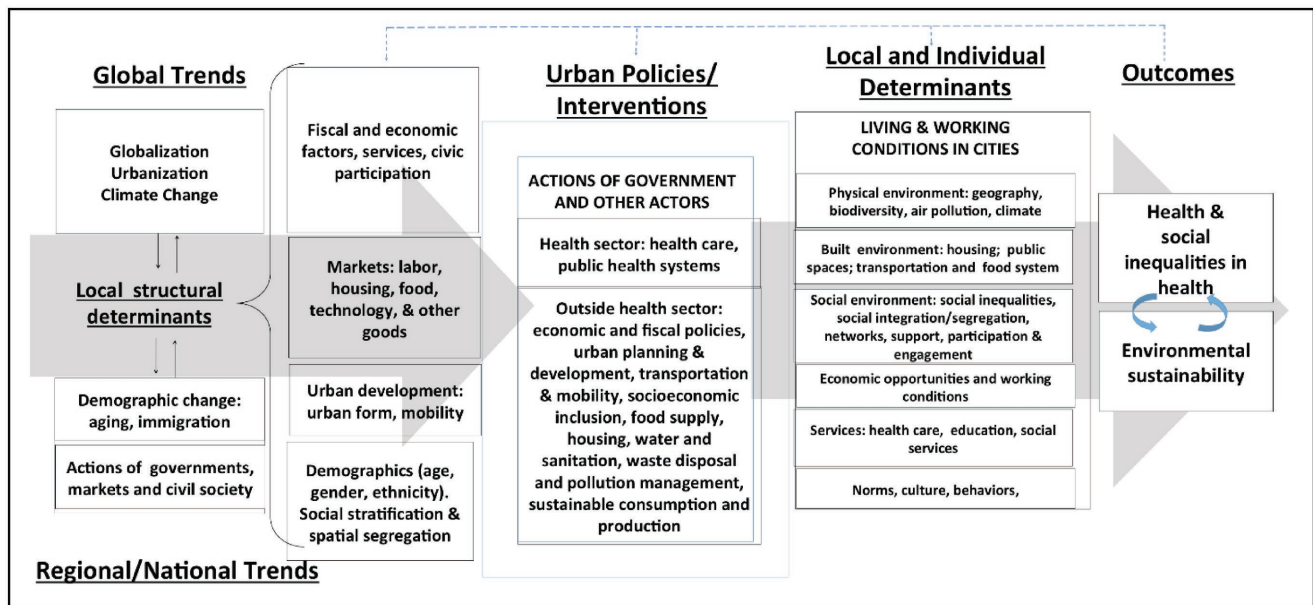 Global Trends
Globalization
Urbanization
Climate Change
Local structural
determinants
Demographic change:
aging, immigration
Actions of governments,
markets and civil society
Regional/National Trends
Fiscal and economic
factors, services, civic
participation
Markets: labor,
housing, food,
technology, & other
goods
Urban development:
urban form, mobility
Demographics (age,
gender, ethnicity).
Social stratification &
spatial segregation
Urban Policies/
Interventions
ACTIONS OF GOVERNMENT
AND OTHER ACTORS
Health sector: health care,
public health systems
Outside health sector:
economic and fiscal policies,
urban planning &
development, transportation
& mobility, socioeconomic
inclusion, food supply,
housing, water and
sanitation, waste disposal
and pollution management,
sustainable consumption and
production
Local and Individual
Determinants
LIVING & WORKING
CONDITIONS IN CITIES
Physical environment: geography,
biodiversity, air pollution, climate
Built environment: housing; public
spaces; transportation and food system
Social environment: social inequalities,
social integration/segregation,
networks, support, participation &
engagement
Economic opportunities and working
conditions
Services: health care, education, social
services
Norms, culture, behaviors,
Outcomes
Health &
social
inequalities in
health
Environmental
sustainability